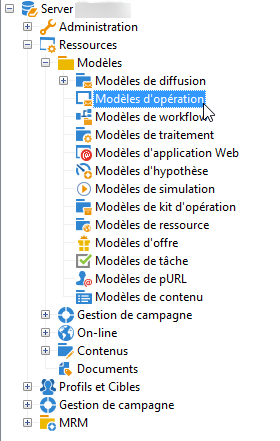 Server
Administration
Ressources
Modèles
Modèles de diffusion
Modèles d'opération
Modèles de workflow
Modèles de traitement
Modèles d'application Web
Modèles d'hypothèse
Modèles de simulation
Modèles de kit d'opération
Modèles de ressource
Modèles d'offre
Modèles de tâche
Modèles de pURL
Modèles de contenu
Gestion de campagne
On-line
Contenus
Documents
Profils et Cibles
Gestion de campagne
MRM